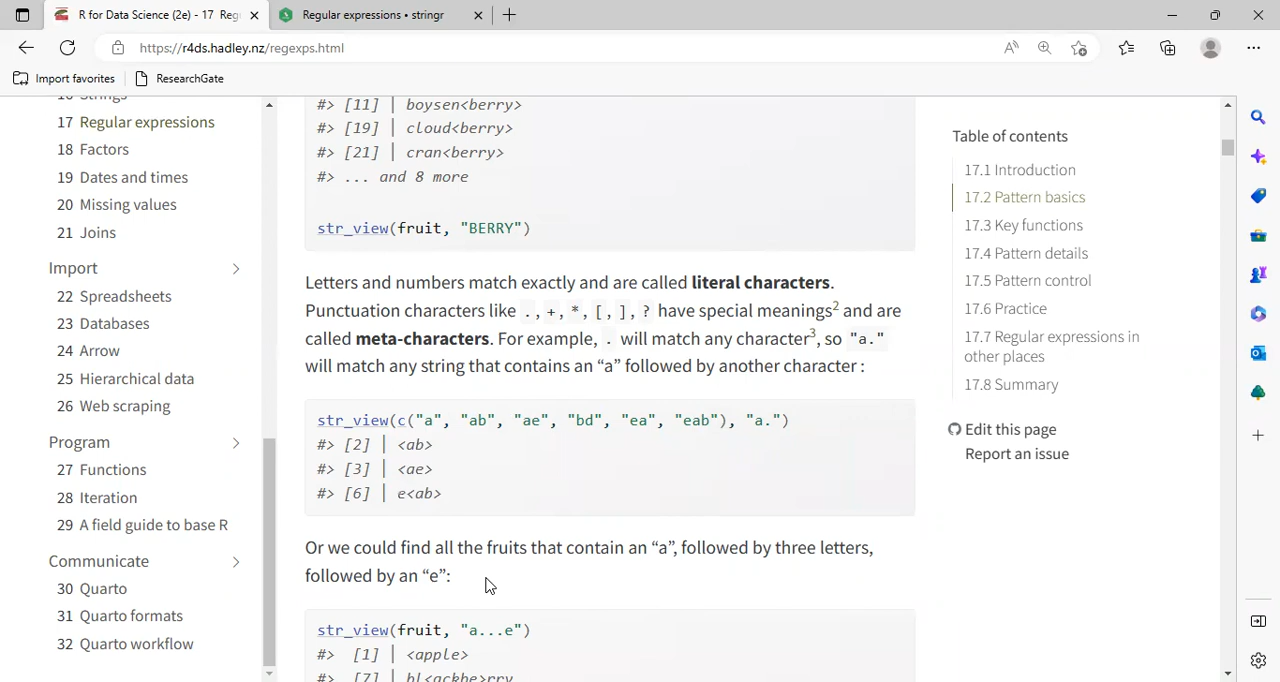 R for Data Science (2e) - 17 Reg
Regular expressions • stringr
https://r4ds.hadley.nz/regexps.html
Import favorites
ResearchGate
16 Strings
17 Regular expressions
18 Factors
19 Dates and times
20 Missing values
21 Joins
Import
22 Spreadsheets
23 Databases
24 Arrow
25 Hierarchical data
26 Web scraping
Program
27 Functions
28 Iteration
29 A field guide to base R
Communicate
30 Quarto
31 Quarto formats
32 Quarto workflow
#> [11] │ boysen<berry>
#> [19] │ cloud<berry>
#> [21] │ cran<berry>
#> ... and 8 more
str_view(fruit, "BERRY")
Letters and numbers match exactly and are called literal characters.
Punctuation characters like ., +, *, [, ], ? have special meanings2 and are
called meta-characters. For example, . will match any character3, so "a."
will match any string that contains an “a” followed by another character :
str_view(c("a", "ab", "ae", "bd", "ea", "eab"), "a.")
#> [2] │ <ab>
#> [3] │ <ae>
#> [6] │ e<ab>
Or we could find all the fruits that contain an “a”, followed by three letters,
followed by an “e”:
str_view(fruit, "a...e")
#> [1] │ <apple>
#> [7] │ bl<ackbe>rry
Table of contents
17.1 Introduction
17.2 Pattern basics
17.3 Key functions
17.4 Pattern details
17.5 Pattern control
17.6 Practice
17.7 Regular expressions in
other places
17.8 Summary
Edit this page
Report an issue